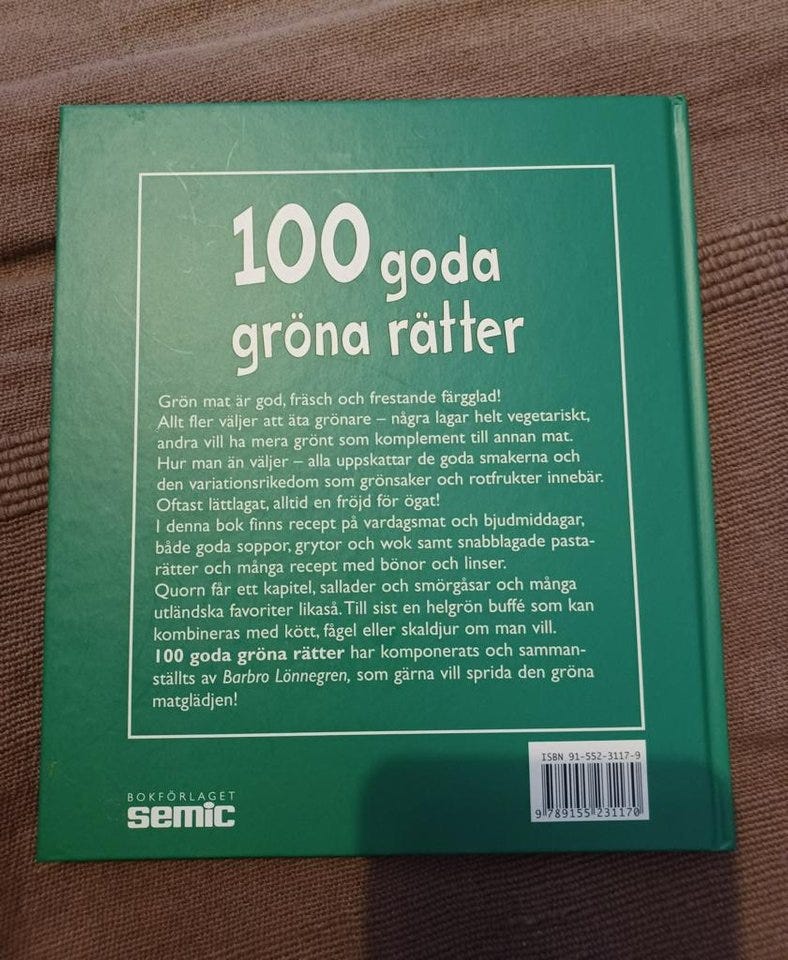 100 goda
gröna rätter
Grön mat är god, fräsch och frestande färgglad!
Allt fler väljer att äta grönare – några lagar helt vegetariskt,
andra vill ha mera grönt som komplement till annan mat.
Hur man än väljer – alla uppskattar de goda smakerna och
den variationsrikedom som grönsaker och rotfrukter innebär.
Oftast lättlagat, alltid en fröjd för ögat!
I denna bok finns recept på vardagsmat och bjudmiddagar,
både goda soppor, grytor och wok samt snabblagade pasta-
rätter och många recept med bönor och linser.
Quorn får ett kapitel, sallader och smörgåsar och många
utländska favoriter likaså. Till sist en helgrön buffé som kan
kombineras med kött, fågel eller skaldjur om man vill.
100 goda gröna rätter har komponerats och samman-
ställts av Barbro Lönnegren, som gärna vill sprida den gröna
matglädjen!
BOKFÖRLAGET
semic
ISBN 91-552-3117-9
9 789155 231170